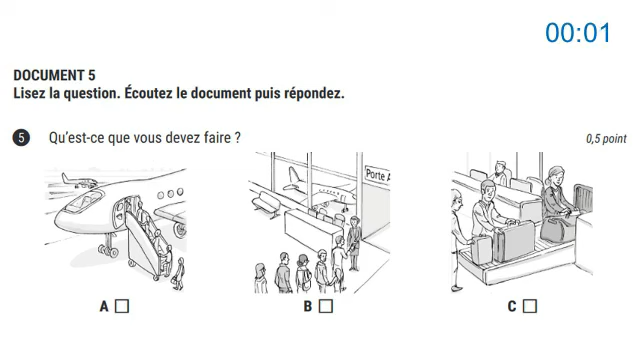 00:01
DOCUMENT 5
Lisez la question. Écoutez le document puis répondez.
5 Qu'est-ce que vous devez faire ? 0,5 point
Porte A
A B C